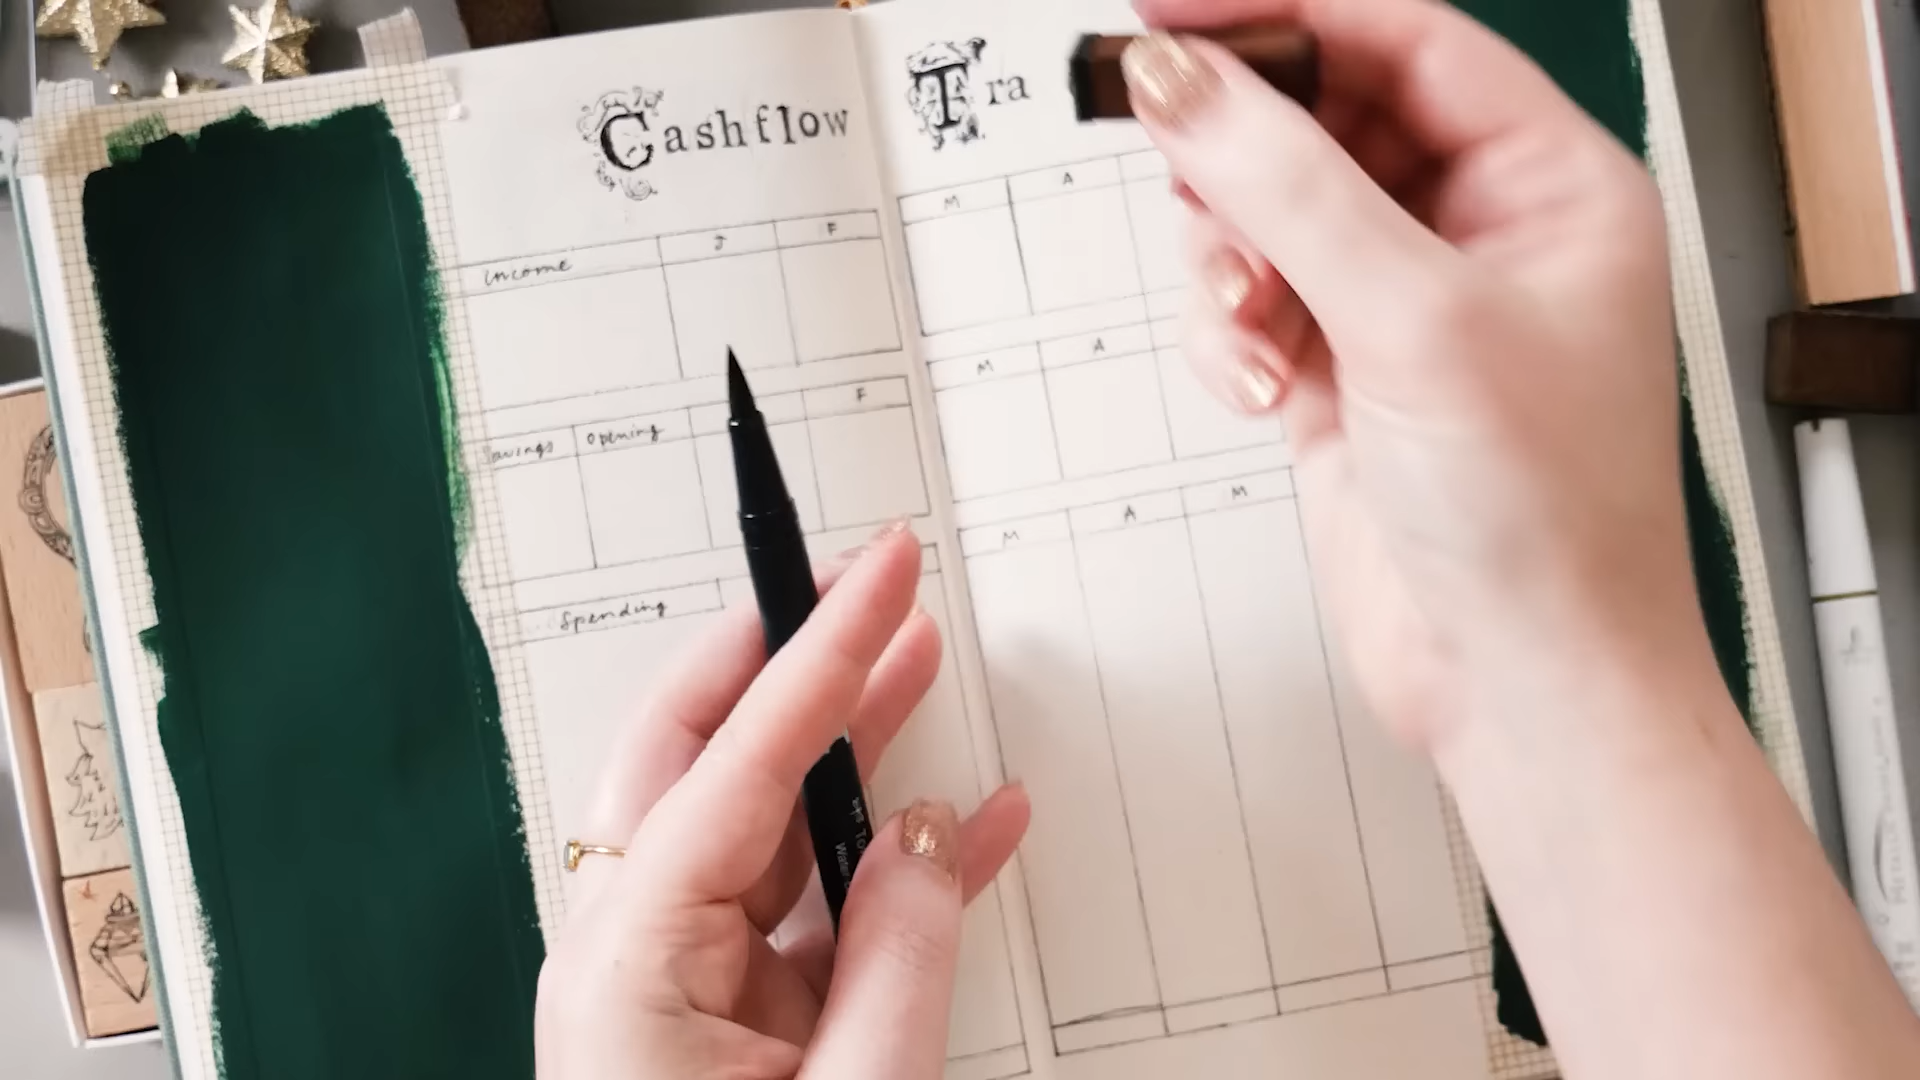 Cashflow
Tra
Income J F
M A
Savings Opening F
M A
Spending
M A M